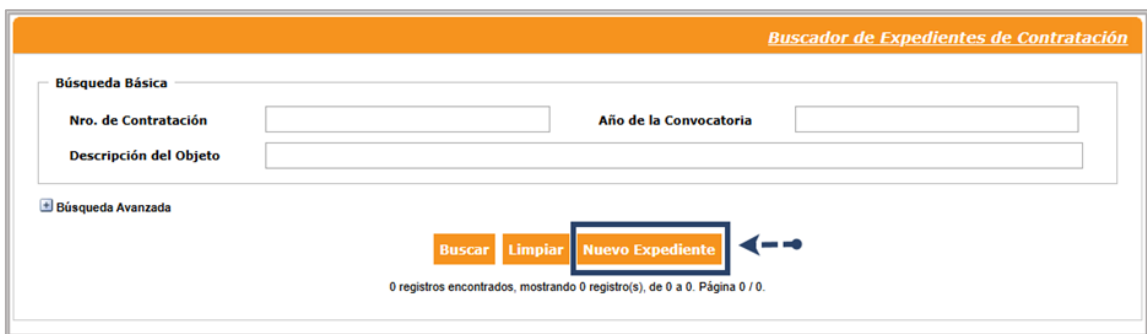 Buscador de Expedientes de Contratación
Búsqueda Básica
Nro. de Contratación
Año de la Convocatoria
Descripción del Objeto
Búsqueda Avanzada
Buscar Limpiar Nuevo Expediente
0 registros encontrados, mostrando 0 registro(s), de 0 a 0. Página 0 / 0.